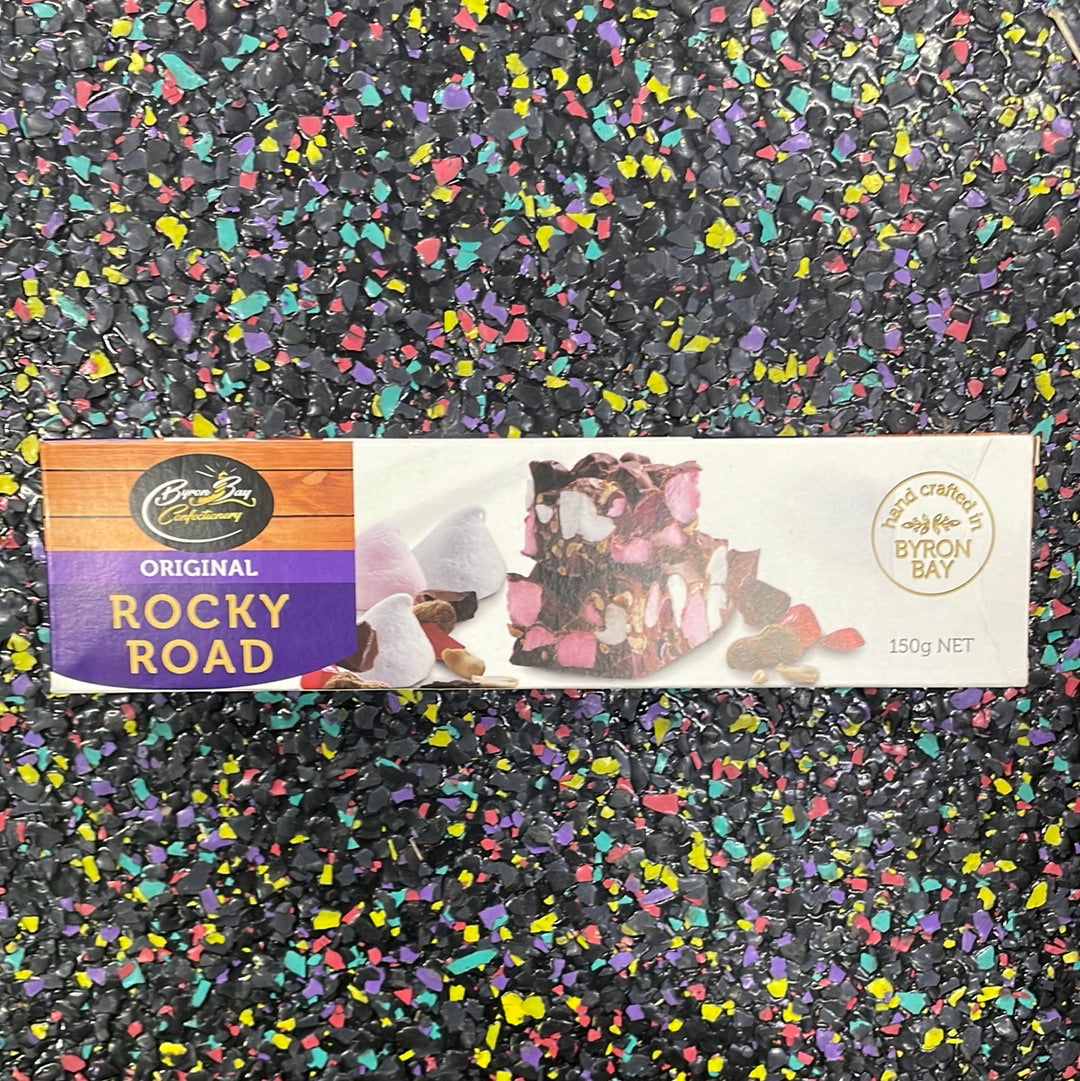 Byron Bay
Confectionery
ORIGINAL
ROCKY
ROAD
hand crafted in
BYRON
BAY
150g NET